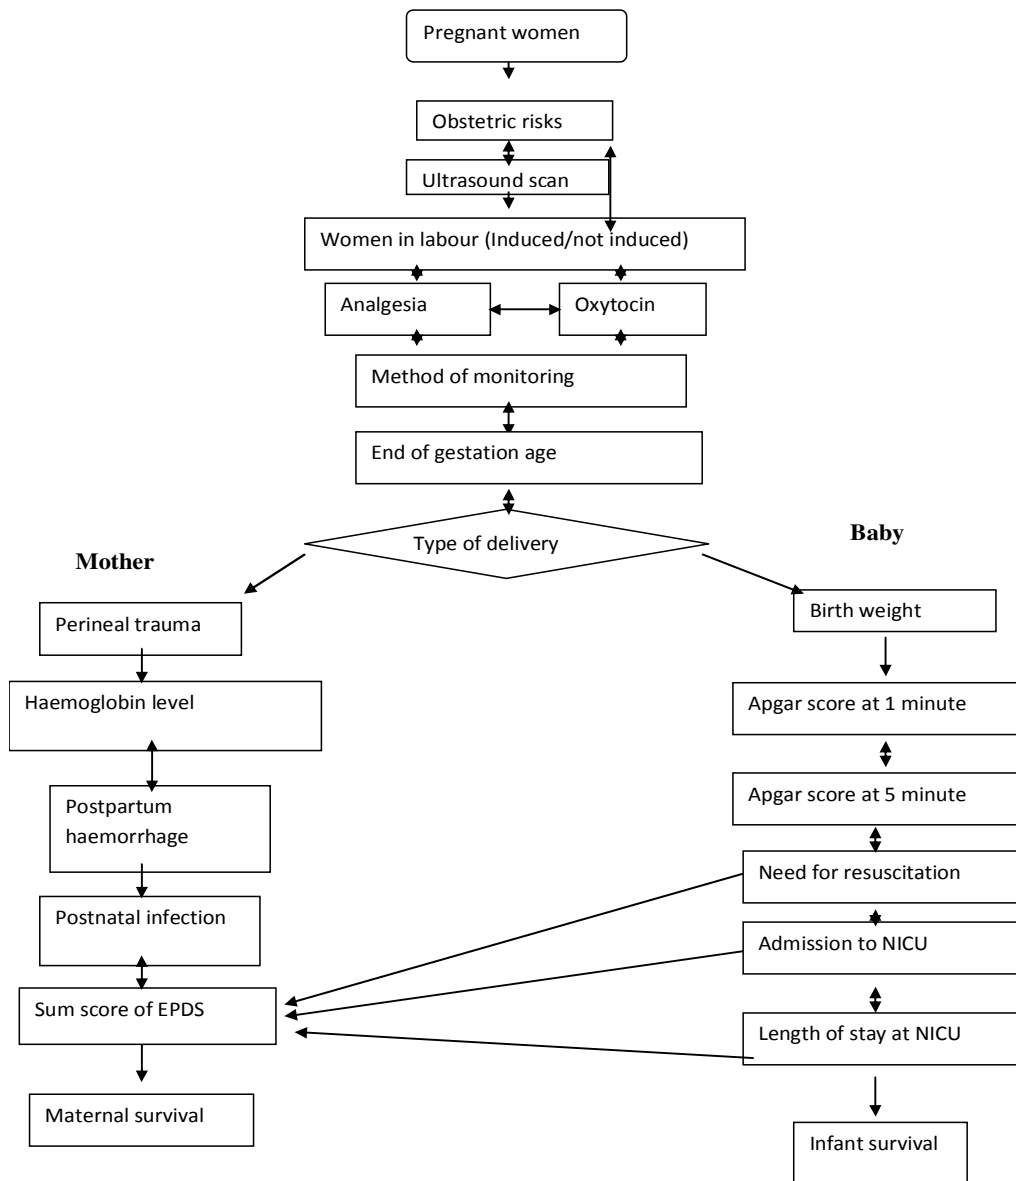 Pregnant women
Obstetric risks
Ultrasound scan
Women in labour (Induced/not induced)
Analgesia
Oxytocin
Method of monitoring
End of gestation age
Type of delivery
Mother
Perineal trauma
Haemoglobin level
Postpartum
haemorrhage
Postnatal infection
Sum score of EPDS
Maternal survival
Baby
Birth weight
Apgar score at 1 minute
Apgar score at 5 minute
Need for resuscitation
Admission to NICU
Length of stay at NICU
Infant survival